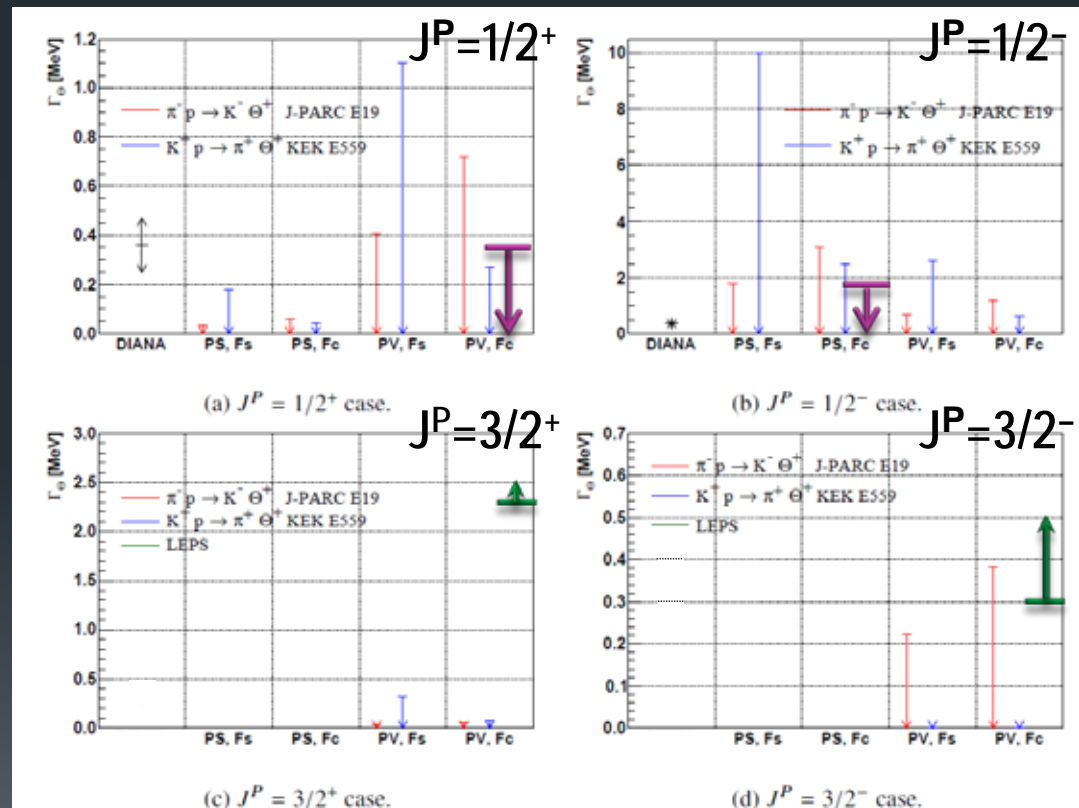 J^P=1/2^+
Γ_Θ [MeV]
1.2
1.0
0.8
0.6
0.4
0.2
0.0
π^- p → K^- Θ^+ J-PARC E19
K^+ p → π^+ Θ^+ KEK E559
DIANA PS, Fs PS, Fc PV, Fs PV, Fc
(a) J^P = 1/2^+ case.
J^P=1/2^-
Γ_Θ [MeV]
10
8
6
4
2
0
π^- p → K^- Θ^+ J-PARC E19
K^+ p → π^+ Θ^+ KEK E559
DIANA PS, Fs PS, Fc PV, Fs PV, Fc
(b) J^P = 1/2^- case.
J^P=3/2^+
Γ_Θ [MeV]
3.0
2.5
2.0
1.5
1.0
0.5
0.0
π^- p → K^- Θ^+ J-PARC E19
K^+ p → π^+ Θ^+ KEK E559
LEPS
PS, Fs PS, Fc PV, Fs PV, Fc
(c) J^P = 3/2^+ case.
J^P=3/2^-
Γ_Θ [MeV]
0.7
0.6
0.5
0.4
0.3
0.2
0.1
0.0
π^- p → K^- Θ^+ J-PARC E19
K^+ p → π^+ Θ^+ KEK E559
LEPS
PS, Fs PS, Fc PV, Fs PV, Fc
(d) J^P = 3/2^- case.